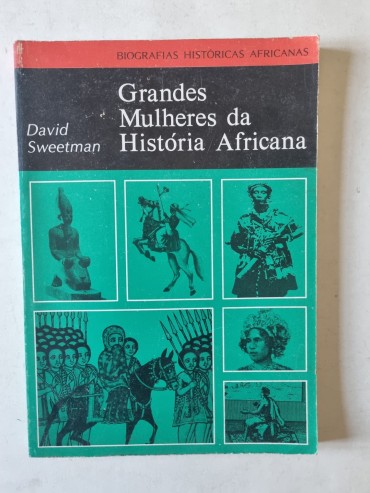 BIOGRAFIAS HISTÓRICAS AFRICANAS
Grandes
Mulheres da
História Africana
David
Sweetman